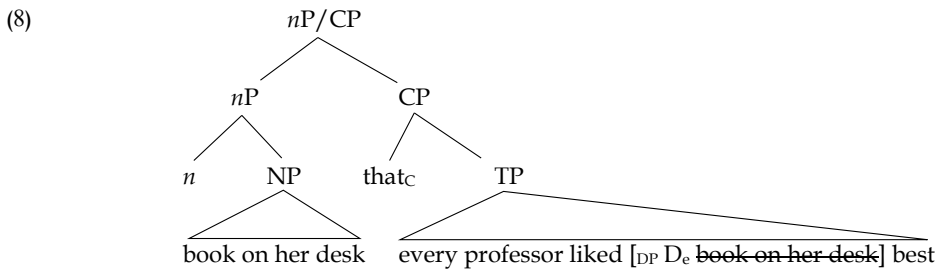 (8) nP/CP
nP CP
n NP thatC TP
book on her desk every professor liked [DP De book on her desk] best